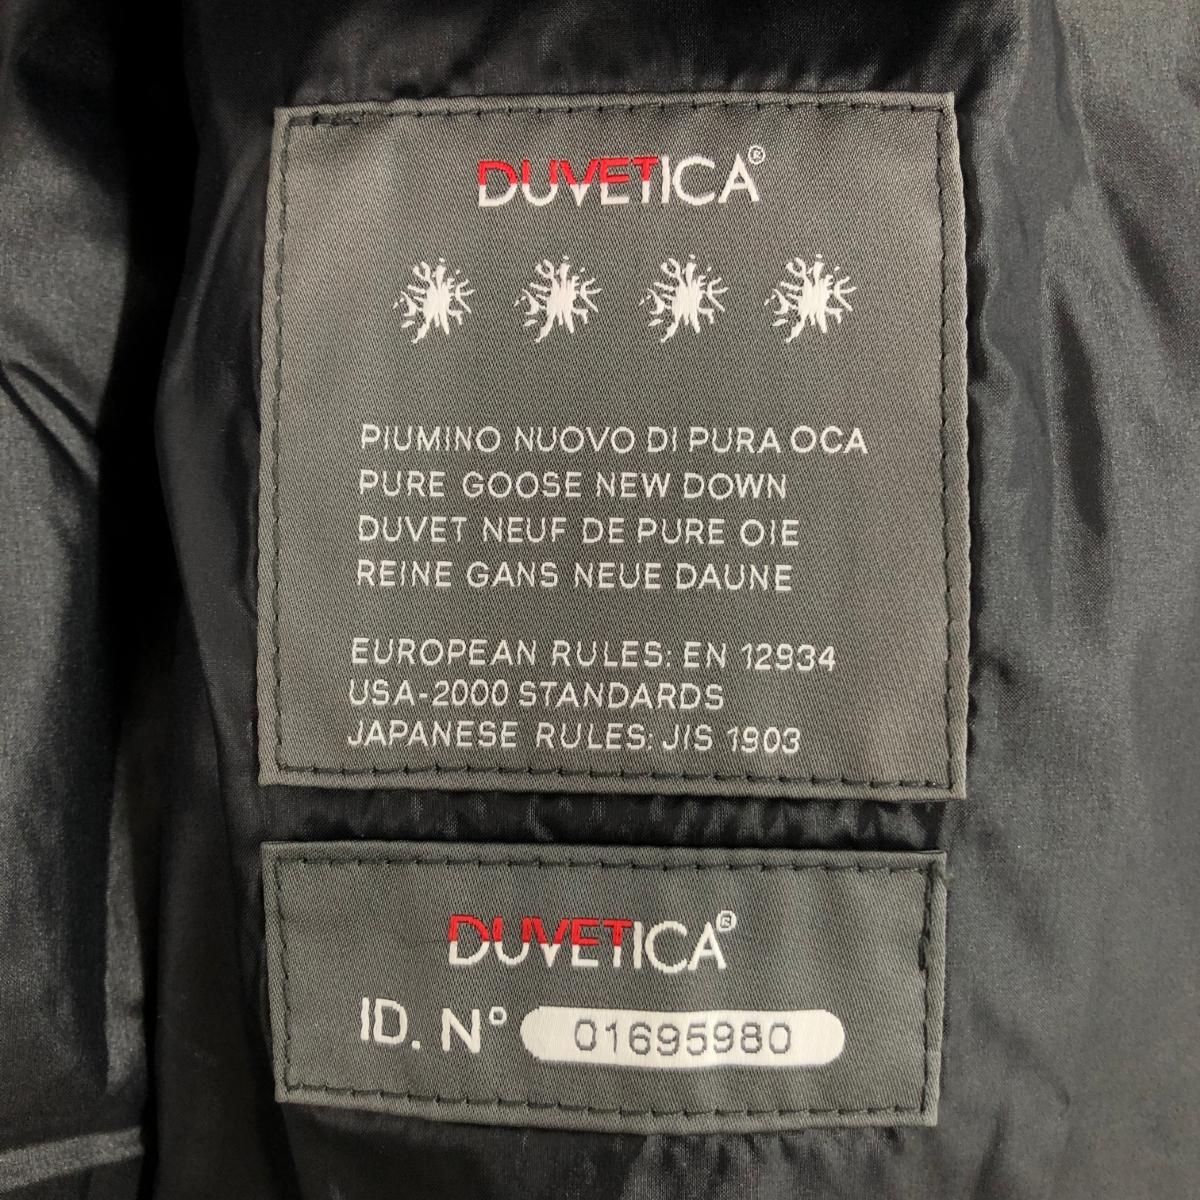 DUVETICA®
PIUMINO NUOVO DI PURA OCA
PURE GOOSE NEW DOWN
DUVET NEUF DE PURE OIE
REINE GANS NEUE DAUNE
EUROPEAN RULES: EN 12934
USA-2000 STANDARDS
JAPANESE RULES: JIS 1903
DUVETICA®
ID. N° 01695980